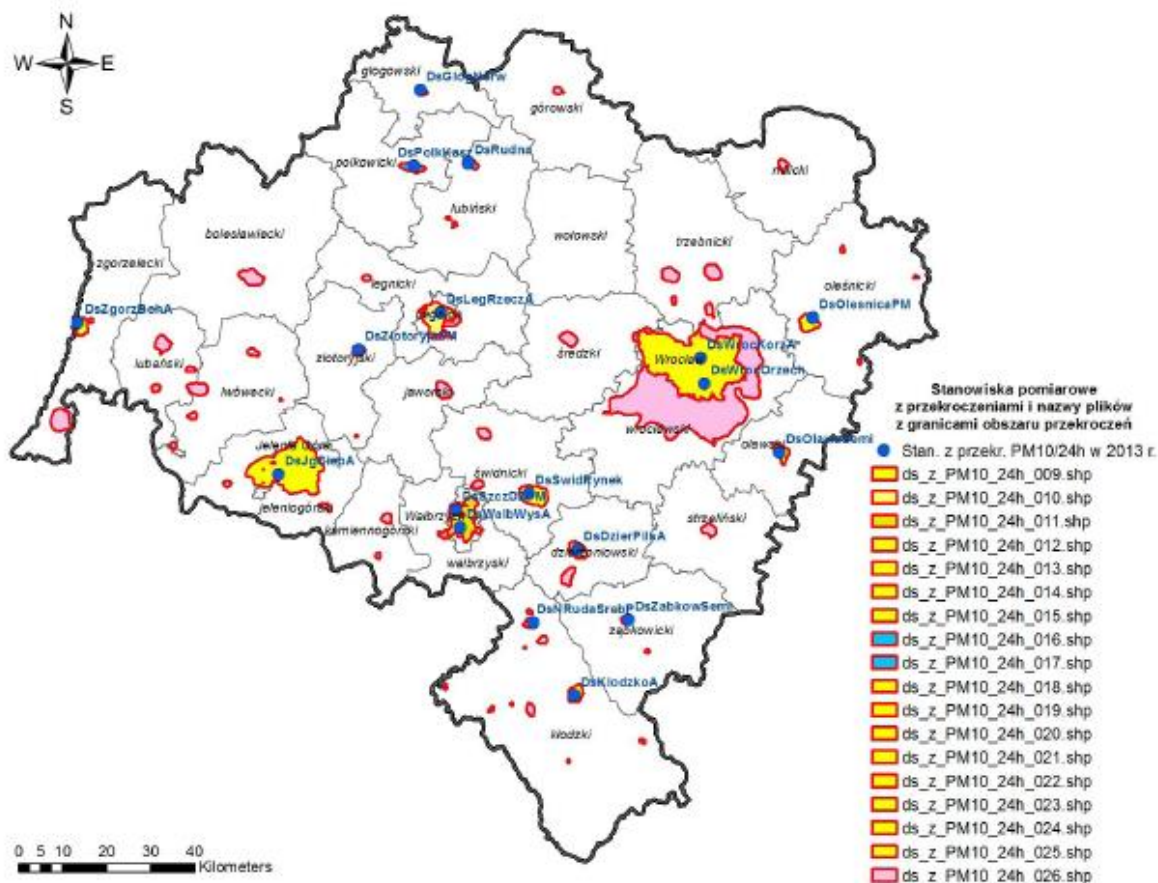 N
W E
S
głogowski
DsGlogNorw
górowski
DsPolkKasz
DsRudna
polkowicki
lubiński
milicki
bolesławiecki
wołowski
trzebnicki
zgorzelecki
legnicki
oleśnicki
DsZgorzBohA
DsLegRzeczA
DsOlesnicaPM
DsZlotoryjaPM
DsWrocKorzA
Wrocław
lubański
złotoryjski
średzki
DsWrocOrzech
lwówecki
jaworski
wrocławski
oławski
DsOlawaSemi
DsJgCiepA
świdnicki
DsSwidRynek
jeleniogórski
DsWalbWysA
strzeliński
kamiennogórski
DsDzierPilsA
dzierżoniowski
wałbrzyski
DsNRudaSrebP
DsZabkowSemi
ząbkowicki
DsKlodzkoA
kłodzki
Stanowiska pomiarowe
z przekroczeniami i nazwy plików
z granicami obszaru przekroczeń
Stan. z przekr. PM10/24h w 2013 r.
ds_z_PM10_24h_009.shp
ds_z_PM10_24h_010.shp
ds_z_PM10_24h_011.shp
ds_z_PM10_24h_012.shp
ds_z_PM10_24h_013.shp
ds_z_PM10_24h_014.shp
ds_z_PM10_24h_015.shp
ds_z_PM10_24h_016.shp
ds_z_PM10_24h_017.shp
ds_z_PM10_24h_018.shp
ds_z_PM10_24h_019.shp
ds_z_PM10_24h_020.shp
ds_z_PM10_24h_021.shp
ds_z_PM10_24h_022.shp
ds_z_PM10_24h_023.shp
ds_z_PM10_24h_024.shp
ds_z_PM10_24h_025.shp
ds_z_PM10_24h_026.shp
0 5 10 20 30 40
Kilometers